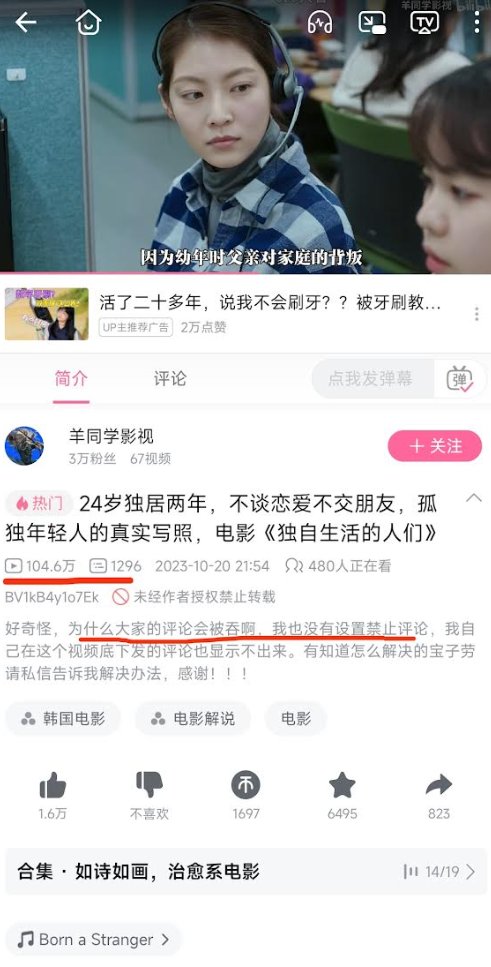 羊同学影视
TV
因为幼年时父亲对家庭的背叛
活了二十多年，说我不会刷牙？？被牙刷教…
UP主推荐广告 2万点赞
简介 评论 点我发弹幕 弹
羊同学影视
3万粉丝 67视频
＋关注
热门 24岁独居两年，不谈恋爱不交朋友，孤
独年轻人的真实写照，电影《独自生活的人们》
104.6万 1296 2023-10-20 21:54 480人正在看
BV1kB4y1o7Ek 未经作者授权禁止转载
好奇怪，为什么大家的评论会被吞啊，我也没有设置禁止评论，我自
己在这个视频底下发的评论也显示不出来。有知道怎么解决的宝子劳
请私信告诉我解决办法，感谢！！！
韩国电影 电影解说 电影
1.6万 不喜欢 1697 6495 823
合集·如诗如画，治愈系电影 14/19
Born a Stranger